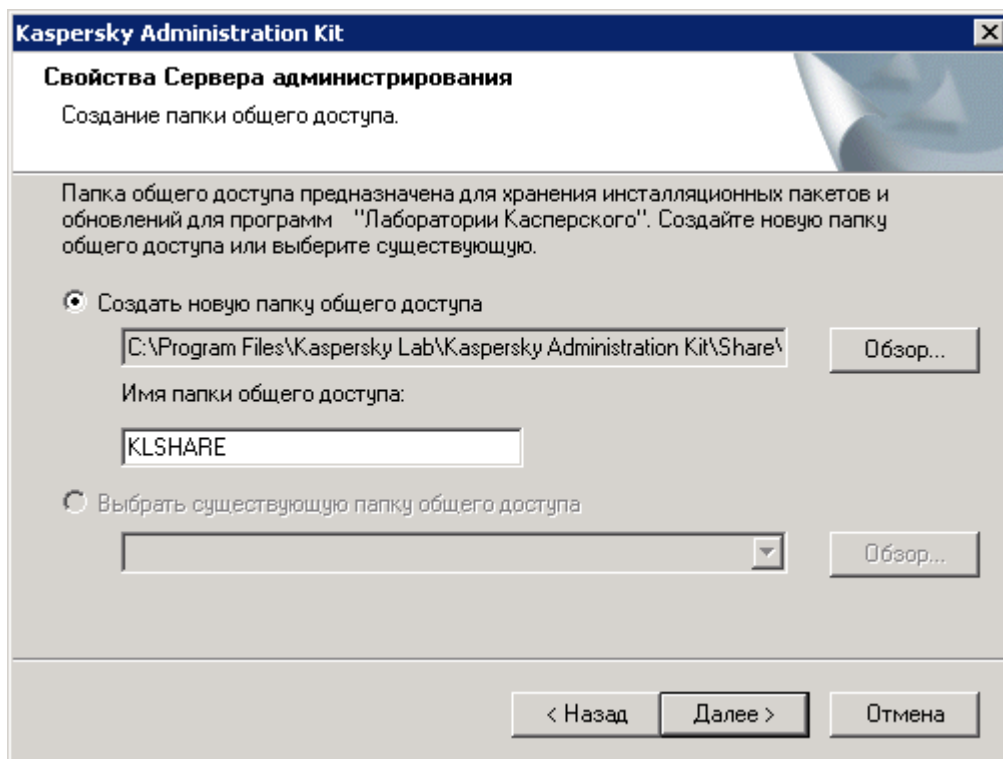 Kaspersky Administration Kit
Свойства Сервера администрирования
Создание папки общего доступа.
Папка общего доступа предназначена для хранения инсталляционных пакетов и
обновлений для программ "Лаборатории Касперского". Создайте новую папку
общего доступа или выберите существующую.
Создать новую папку общего доступа
C:\Program Files\Kaspersky Lab\Kaspersky Administration Kit\Share\ Обзор...
Имя папки общего доступа:
KLSHARE
Выбрать существующую папку общего доступа
Обзор...
< Назад Далее > Отмена